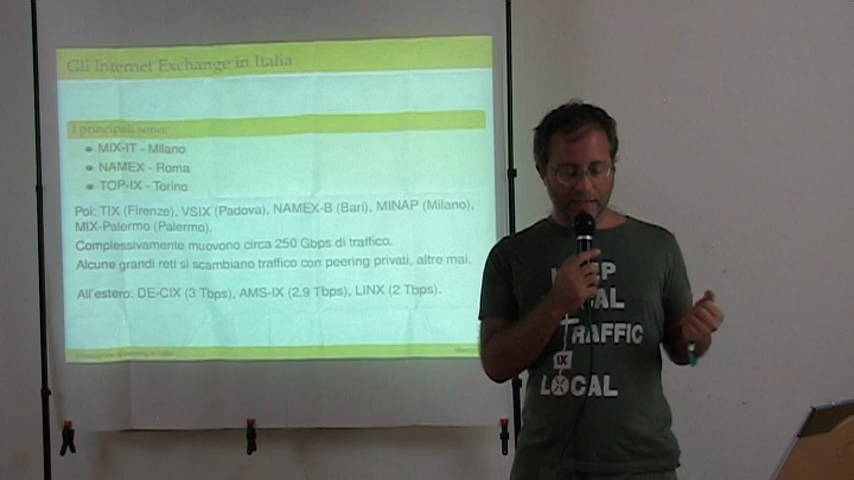 Gli Internet Exchange in Italia
I principali sono:
MIX-IT - Milano
NAMEX - Roma
TOP-IX - Torino
Poi: TIX (Firenze), VSIX (Padova), NAMEX-B (Bari), MINAP (Milano),
MIX-Palermo (Palermo).
Complessivamente muovono circa 250 Gbps di traffico.
Alcune grandi reti si scambiano traffico con peering privati, altre mai.
All'estero: DE-CIX (3 Tbps), AMS-IX (2.9 Tbps), LINX (2 Tbps).
TRAFFIC
IX
LOCAL